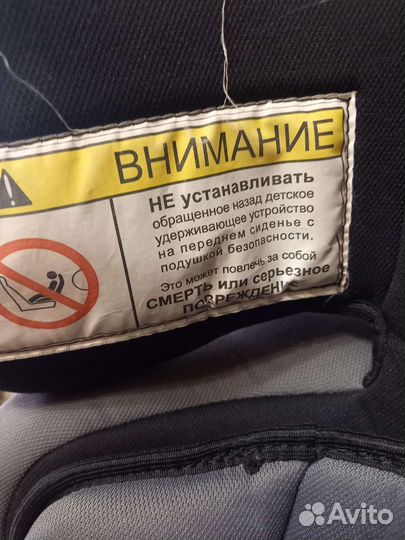 ВНИМАНИЕ
НЕ устанавливать
обращенное назад детское
удерживающее устройство
на переднем сиденье с
подушкой безопасности.
Это может повлечь за собой
СМЕРТЬ или серьезное
ПОВРЕЖДЕНИЕ
Avito